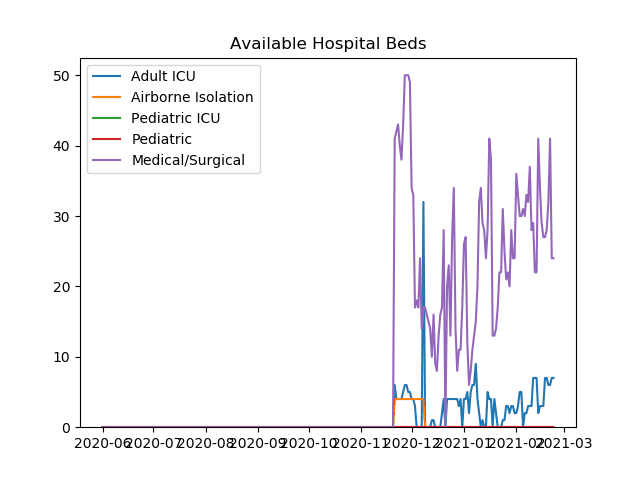 Available Hospital Beds
50
40
30
20
10
0
Adult ICU
Airborne Isolation
Pediatric ICU
Pediatric
Medical/Surgical
2020-06 2020-07 2020-08 2020-09 2020-10 2020-11 2020-12 2021-01 2021-02 2021-03